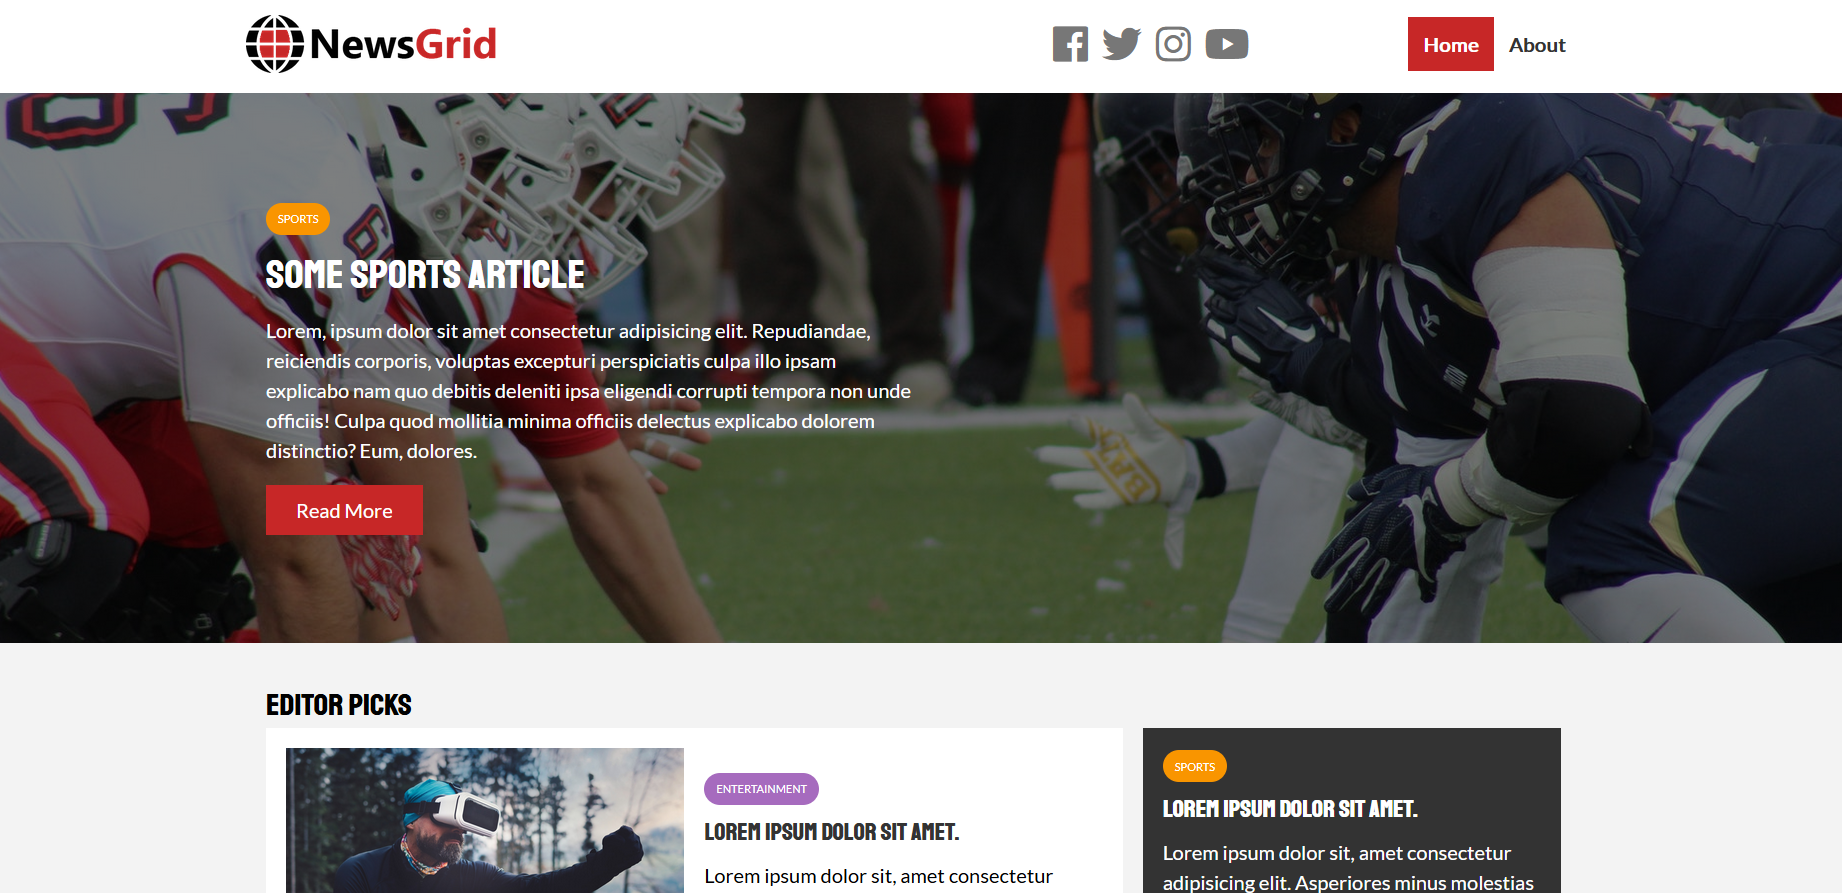 NewsGrid
Home
About
SPORTS
SOME SPORTS ARTICLE
Lorem, ipsum dolor sit amet consectetur adipisicing elit. Repudiandae,
reiciendis corporis, voluptas excepturi perspiciatis culpa illo ipsam
explicabo nam quo debitis deleniti ipsa eligendi corrupti tempora non unde
officiis! Culpa quod mollitia minima officiis delectus explicabo dolorem
distinctio? Eum, dolores.
Read More
EDITOR PICKS
ENTERTAINMENT
LOREM IPSUM DOLOR SIT AMET.
Lorem ipsum dolor sit, amet consectetur
SPORTS
LOREM IPSUM DOLOR SIT AMET.
Lorem ipsum dolor sit, amet consectetur
adipisicing elit. Asperiores minus molestias